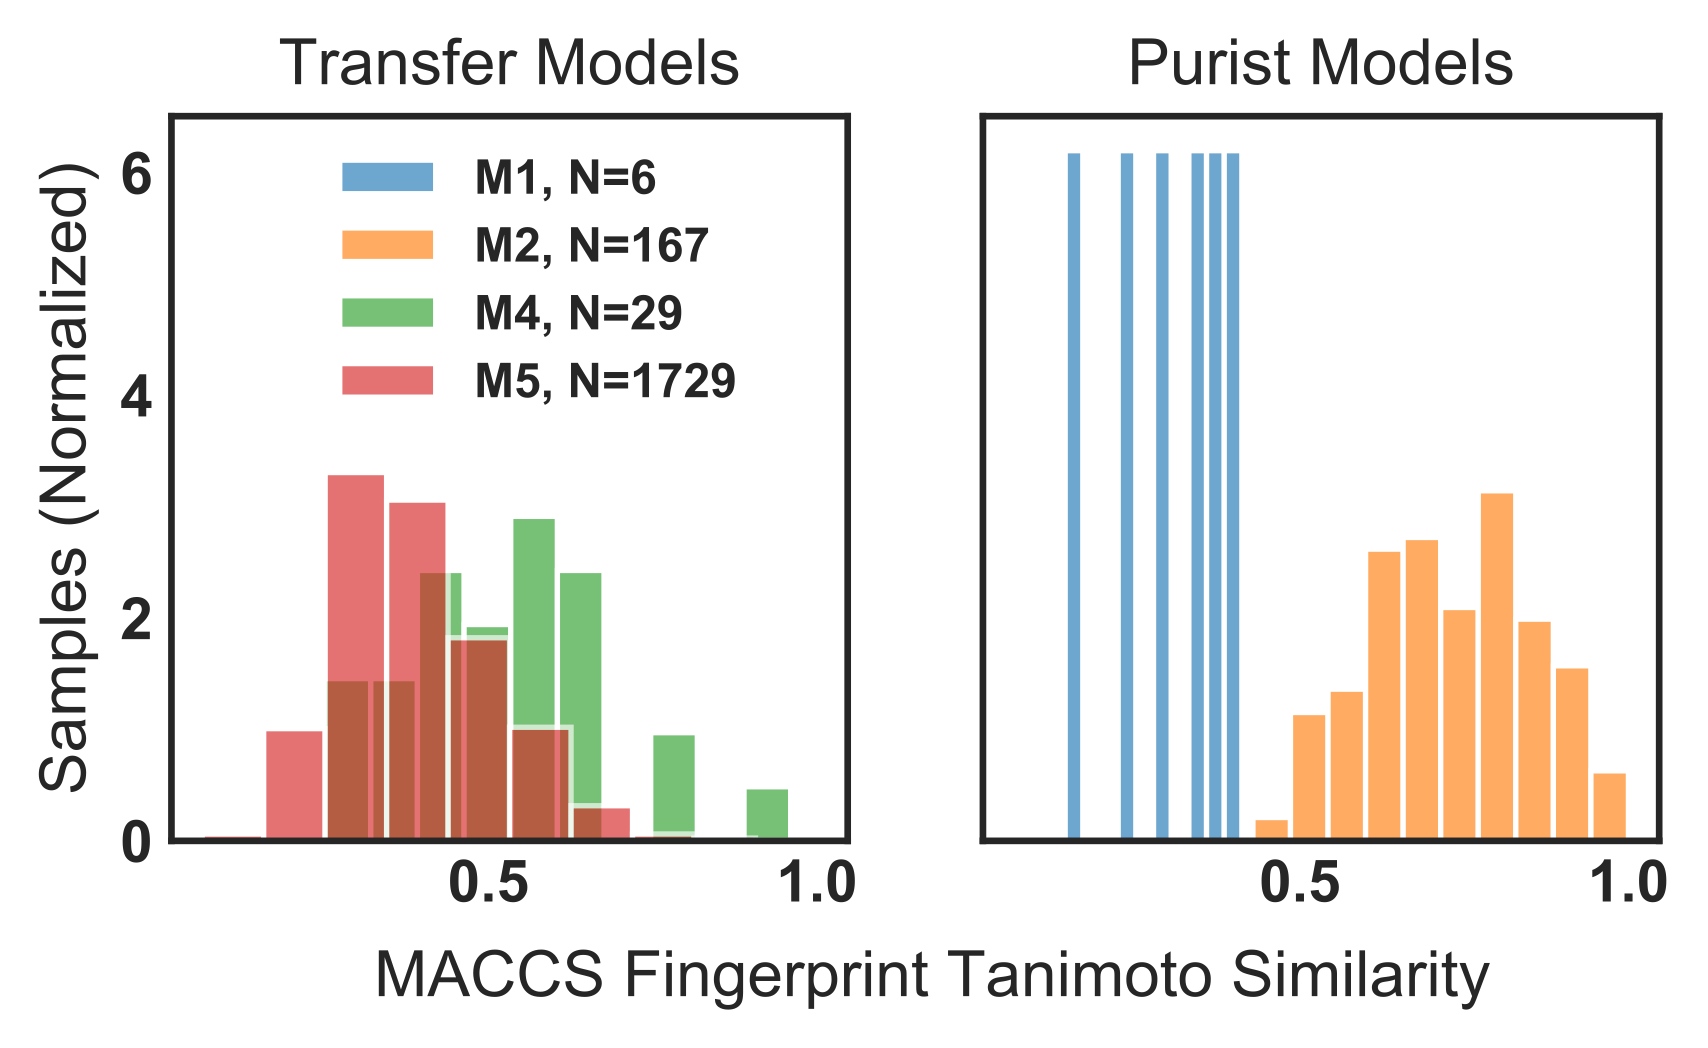 Transfer Models
Purist Models
Samples (Normalized)
6
4
2
0
M1, N=6
M2, N=167
M4, N=29
M5, N=1729
0.5 1.0
0.5 1.0
MACCS Fingerprint Tanimoto Similarity